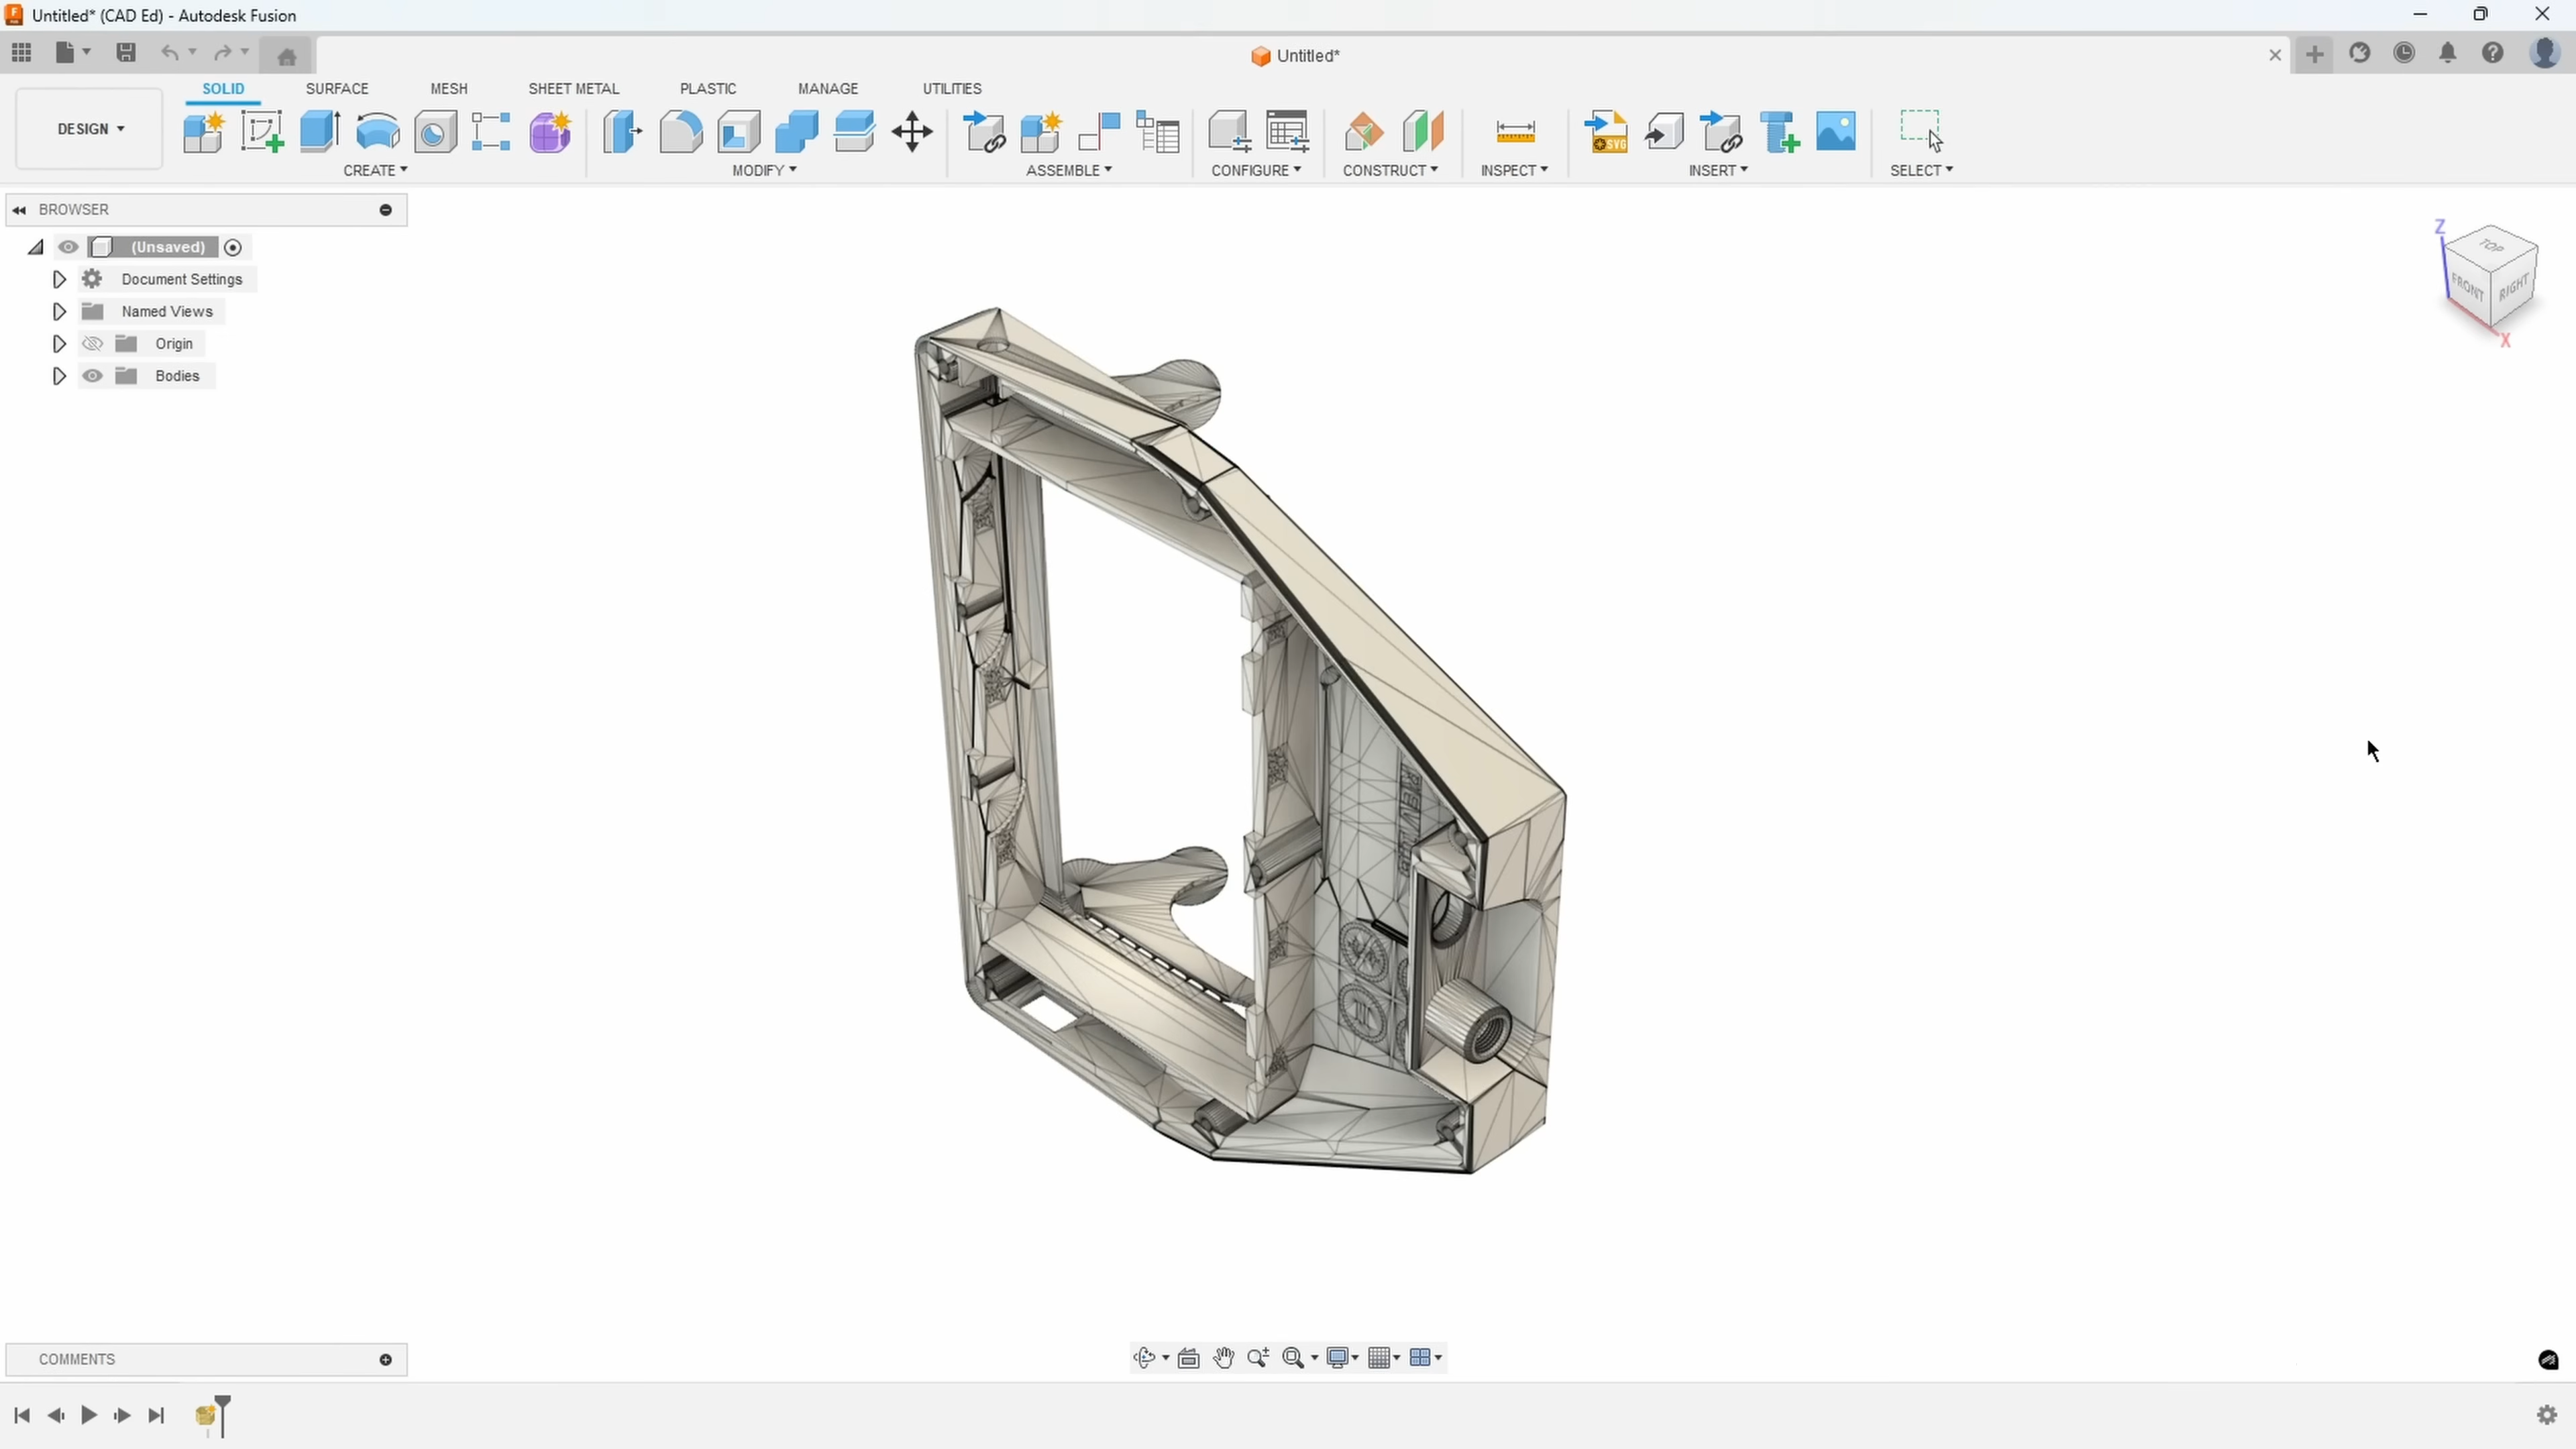 Untitled* (CAD Ed) - Autodesk Fusion
Untitled*
SOLID SURFACE MESH SHEET METAL PLASTIC MANAGE UTILITIES
DESIGN
CREATE MODIFY ASSEMBLE CONFIGURE CONSTRUCT INSPECT INSERT SELECT
SVG
BROWSER
(Unsaved)
Document Settings
Named Views
Origin
Bodies
Z
TOP
FRONT RIGHT
X
COMMENTS